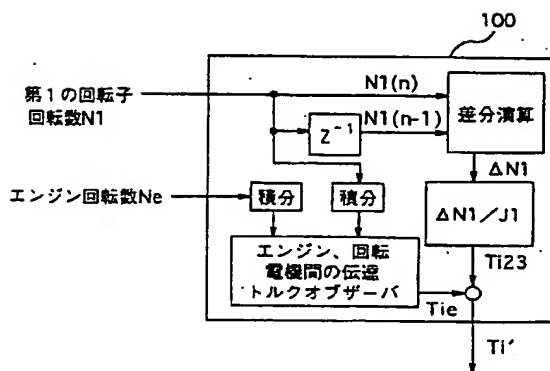 100
第1の回転子
回転数N1
N1(n)
Z⁻¹
N1(n-1)
差分演算
ΔN1
エンジン回転数Ne
積分
積分
ΔN1/J1
エンジン、回転
電機間の伝達
トルクオブザーバ
Ti23
Tie
Ti´